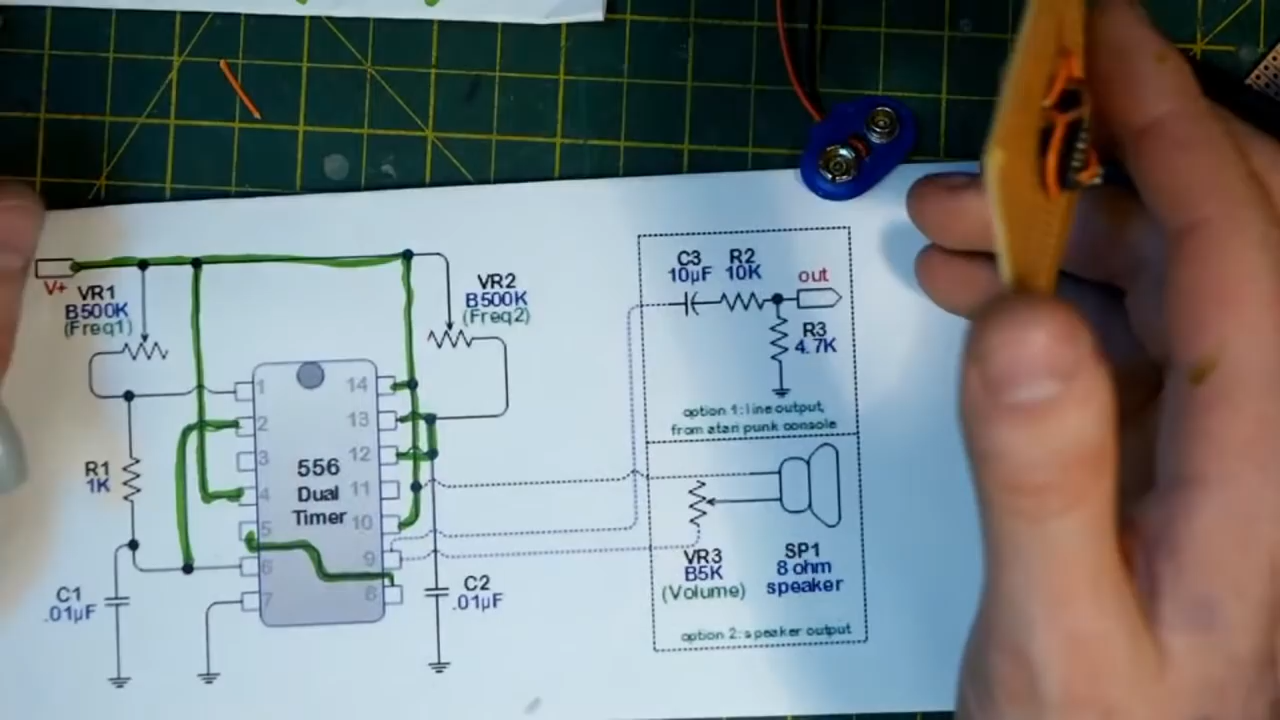 V+
VR1
B500K
(Freq1)
VR2
B500K
(Freq2)
R1
1K
C1
.01µF
556
Dual
Timer
1
2
3
4
5
6
7
14
13
12
11
10
9
8
C2
.01µF
C3
10µF
R2
10K
out
R3
4.7K
option 1: line output,
from atari punk console
VR3
B5K
(Volume)
SP1
8 ohm
speaker
option 2: speaker output